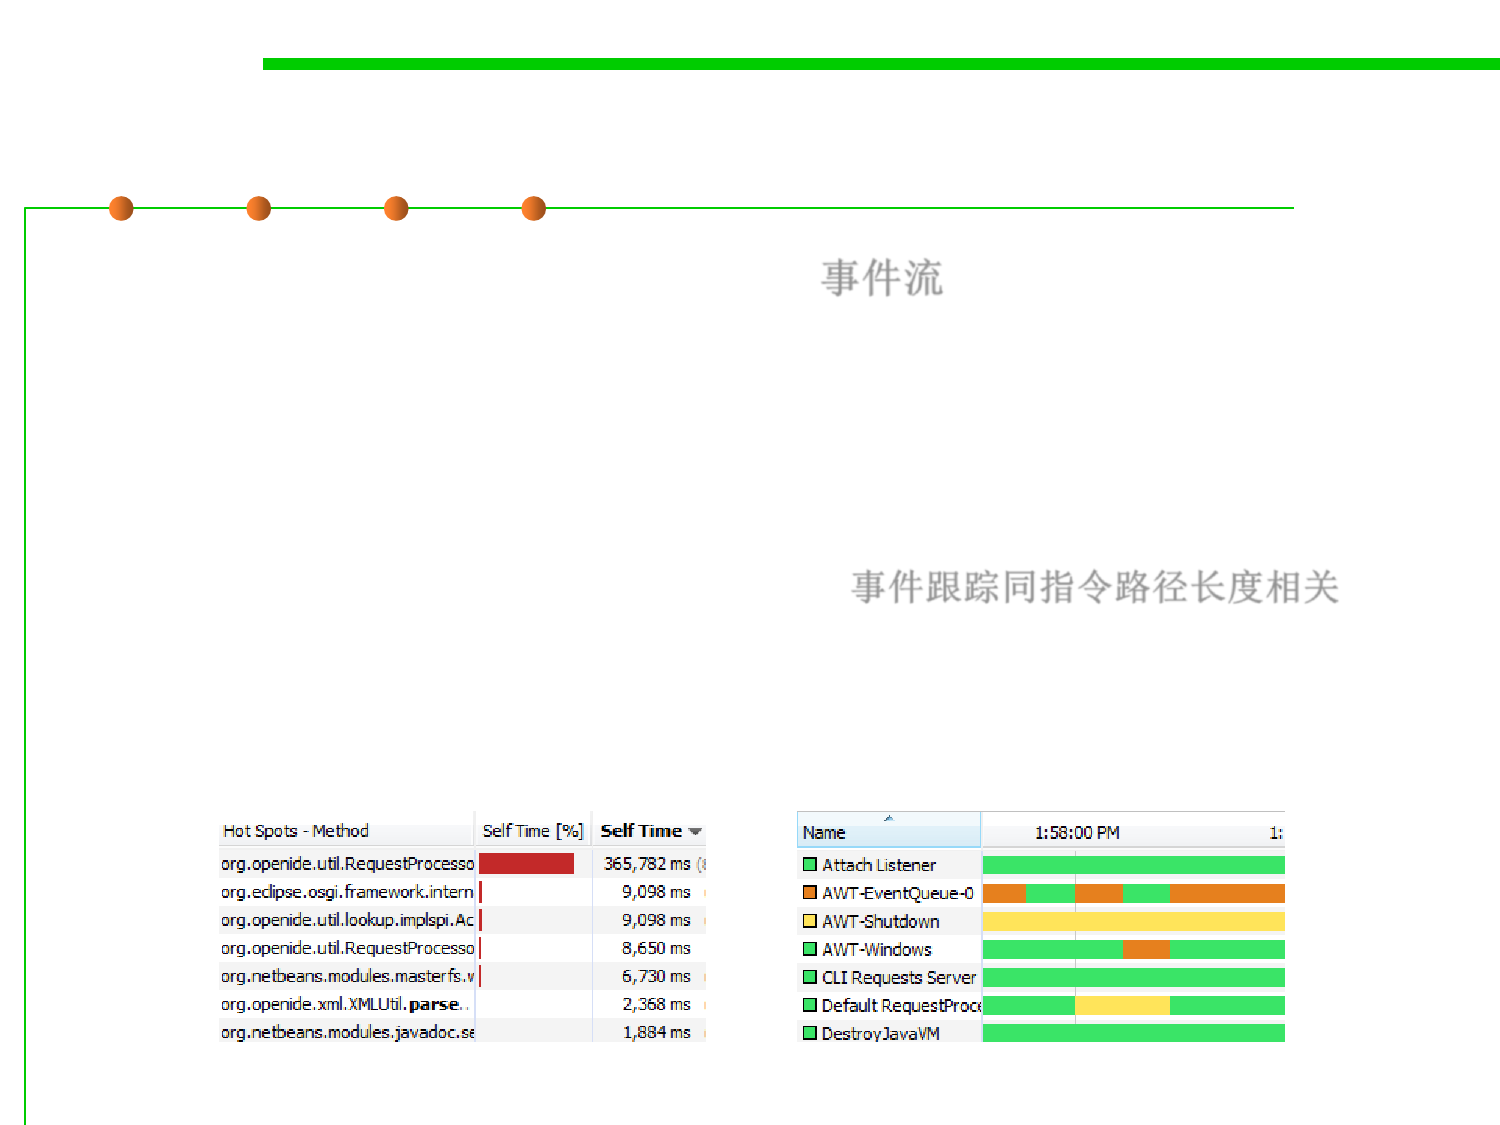 事件流
事件跟踪同指令路径长度相关
Hot Spots - Method Self Time [%] Self Time
org.openide.util.RequestProcesso 365,782 ms
org.eclipse.osgi.framework.intern 9,098 ms
org.openide.util.lookup.implspi.Ac 9,098 ms
org.openide.util.RequestProcesso 8,650 ms
org.netbeans.modules.masterfs.w 6,730 ms
org.openide.xml.XMLUtil.parse.. 2,368 ms
org.netbeans.modules.javadoc.se 1,884 ms
Name 1:58:00 PM 1:
Attach Listener
AWT-EventQueue-0
AWT-Shutdown
AWT-Windows
CLI Requests Server
Default RequestProce
DestroyJavaVM